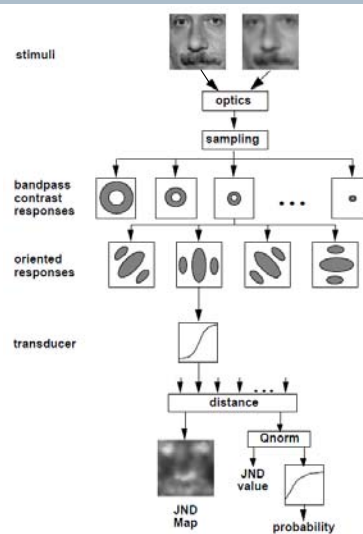 stimuli
optics
sampling
bandpass
contrast
responses
oriented
responses
transducer
distance
Qnorm
JND
Map
JND
value
probability